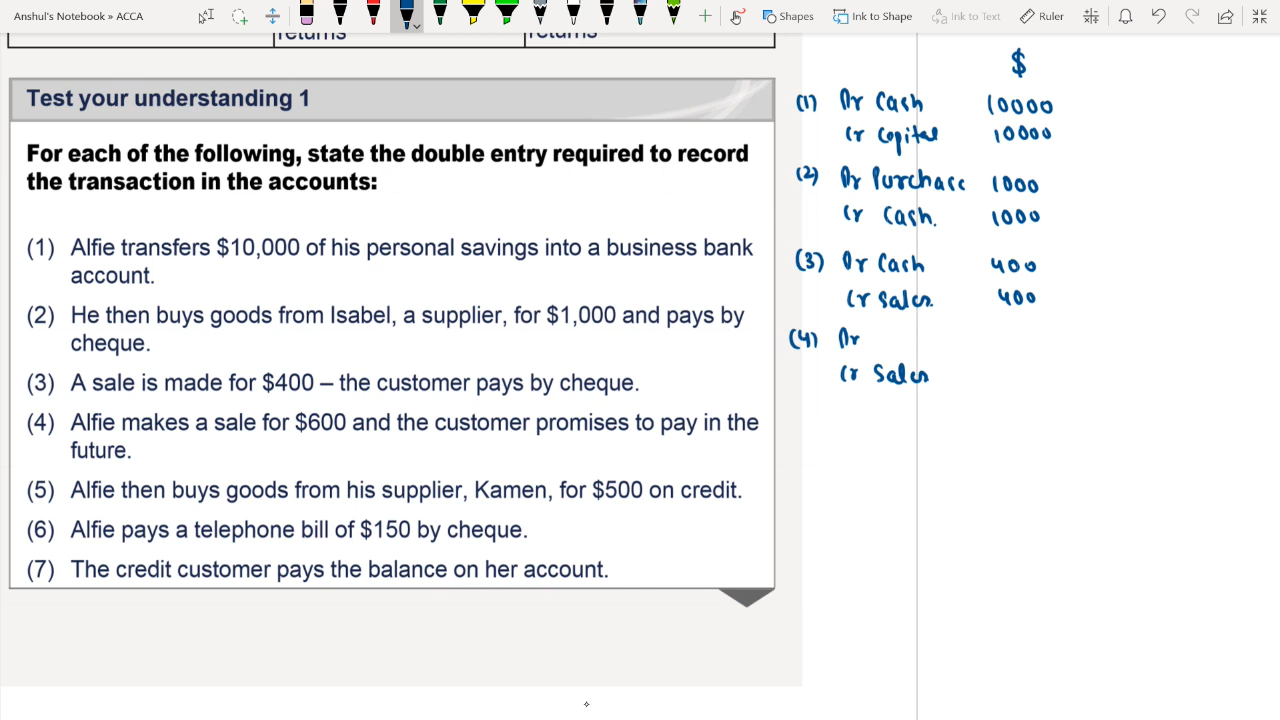 Anshul's Notebook » ACCA
Shapes
Ink to Shape
Ink to Text
Ruler
returns
returns
Test your understanding 1
For each of the following, state the double entry required to record
the transaction in the accounts:
(1) Alfie transfers $10,000 of his personal savings into a business bank
account.
(2) He then buys goods from Isabel, a supplier, for $1,000 and pays by
cheque.
(3) A sale is made for $400 – the customer pays by cheque.
(4) Alfie makes a sale for $600 and the customer promises to pay in the
future.
(5) Alfie then buys goods from his supplier, Kamen, for $500 on credit.
(6) Alfie pays a telephone bill of $150 by cheque.
(7) The credit customer pays the balance on her account.
$
(1) Dr Cash 10000
Cr Capital 10000
(2) Dr Purchase 1000
Cr Cash. 1000
(3) Dr Cash 400
Cr Sales. 400
(4) Dr
Cr Sales